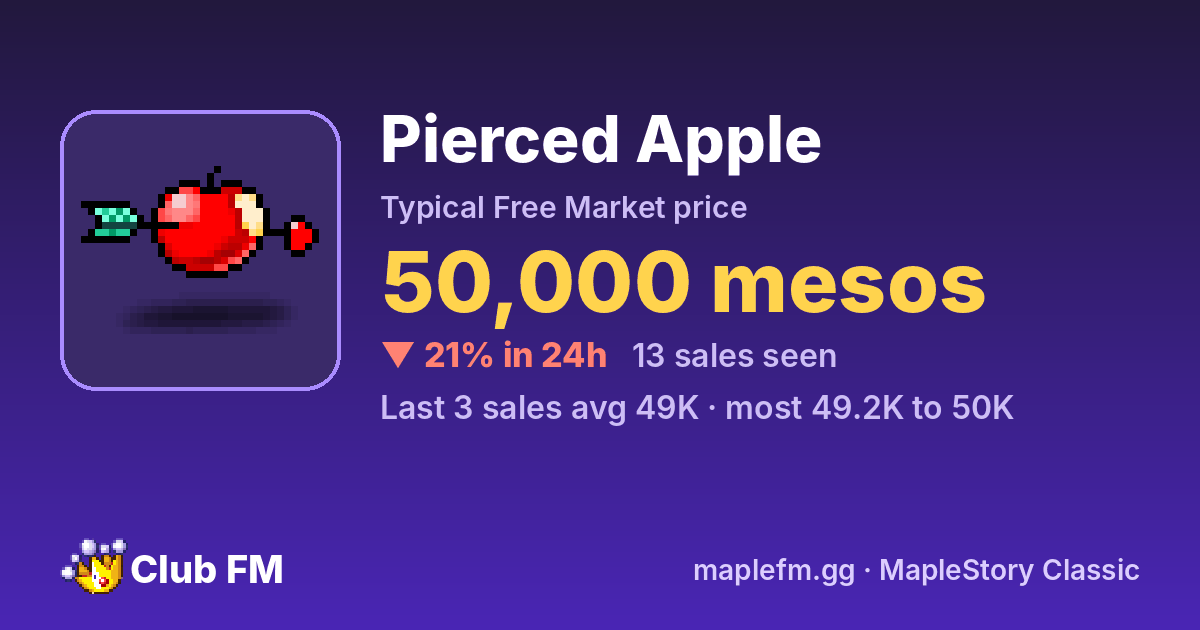 Pierced Apple
Typical Free Market price
50,000 mesos
▼ 21% in 24h 13 sales seen
Last 3 sales avg 49K · most 49.2K to 50K
Club FM
maplefm.gg · MapleStory Classic